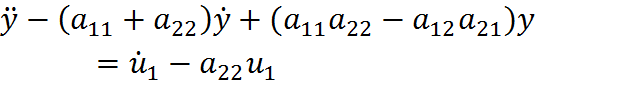 ÿ − (a₁₁ + a₂₂)ẏ + (a₁₁a₂₂ − a₁₂a₂₁)y
= u̇₁ − a₂₂u₁